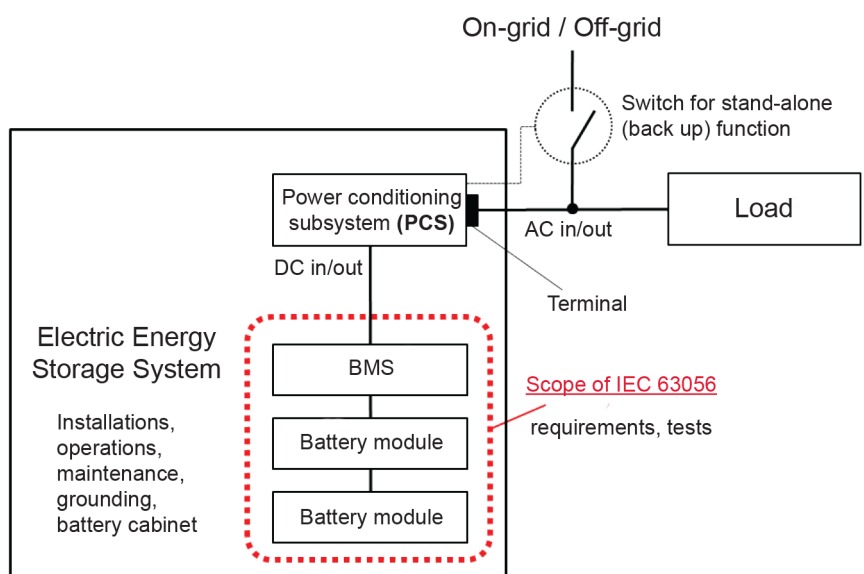 On-grid / Off-grid
Switch for stand-alone
(back up) function
Power conditioning
subsystem (PCS)
Load
AC in/out
DC in/out
Terminal
Electric Energy
Storage System
BMS
Scope of IEC 63056
requirements, tests
Installations,
operations,
maintenance,
grounding,
battery cabinet
Battery module
Battery module